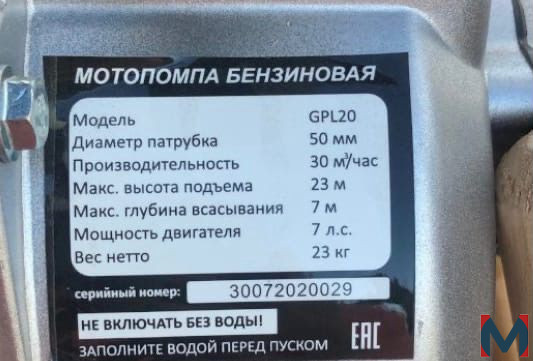 МОТОПОМПА БЕНЗИНОВАЯ
Модель GPL20
Диаметр патрубка 50 мм
Производительность 30 м³/час
Макс. высота подъема 23 м
Макс. глубина всасывания 7 м
Мощность двигателя 7 л.с.
Вес нетто 23 кг
серийный номер: 30072020029
НЕ ВКЛЮЧАТЬ БЕЗ ВОДЫ!
ЗАПОЛНИТЕ ВОДОЙ ПЕРЕД ПУСКОМ
EAC
M